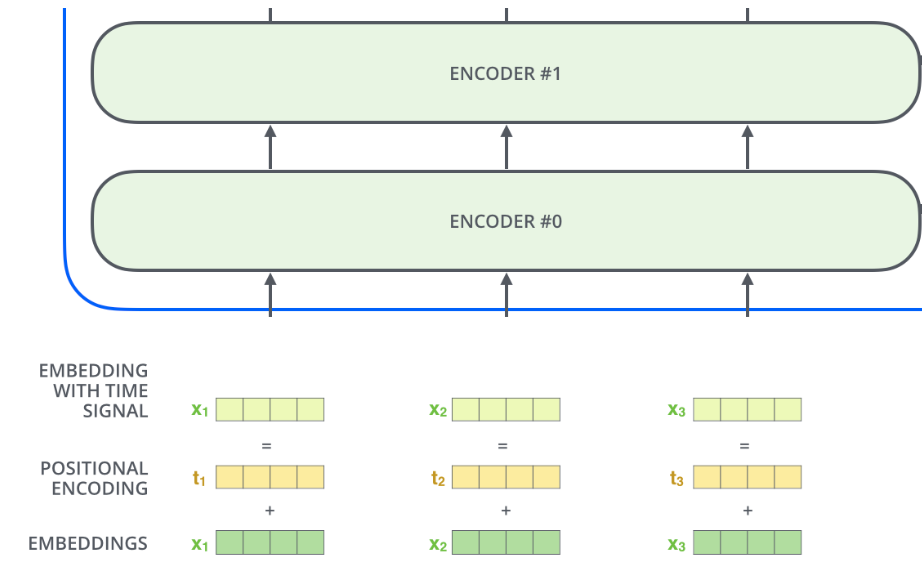 ENCODER #1
ENCODER #0
EMBEDDING
WITH TIME
SIGNAL
x₁ x₂ x₃
= = =
POSITIONAL
ENCODING
t₁ t₂ t₃
+ + +
EMBEDDINGS x₁ x₂ x₃